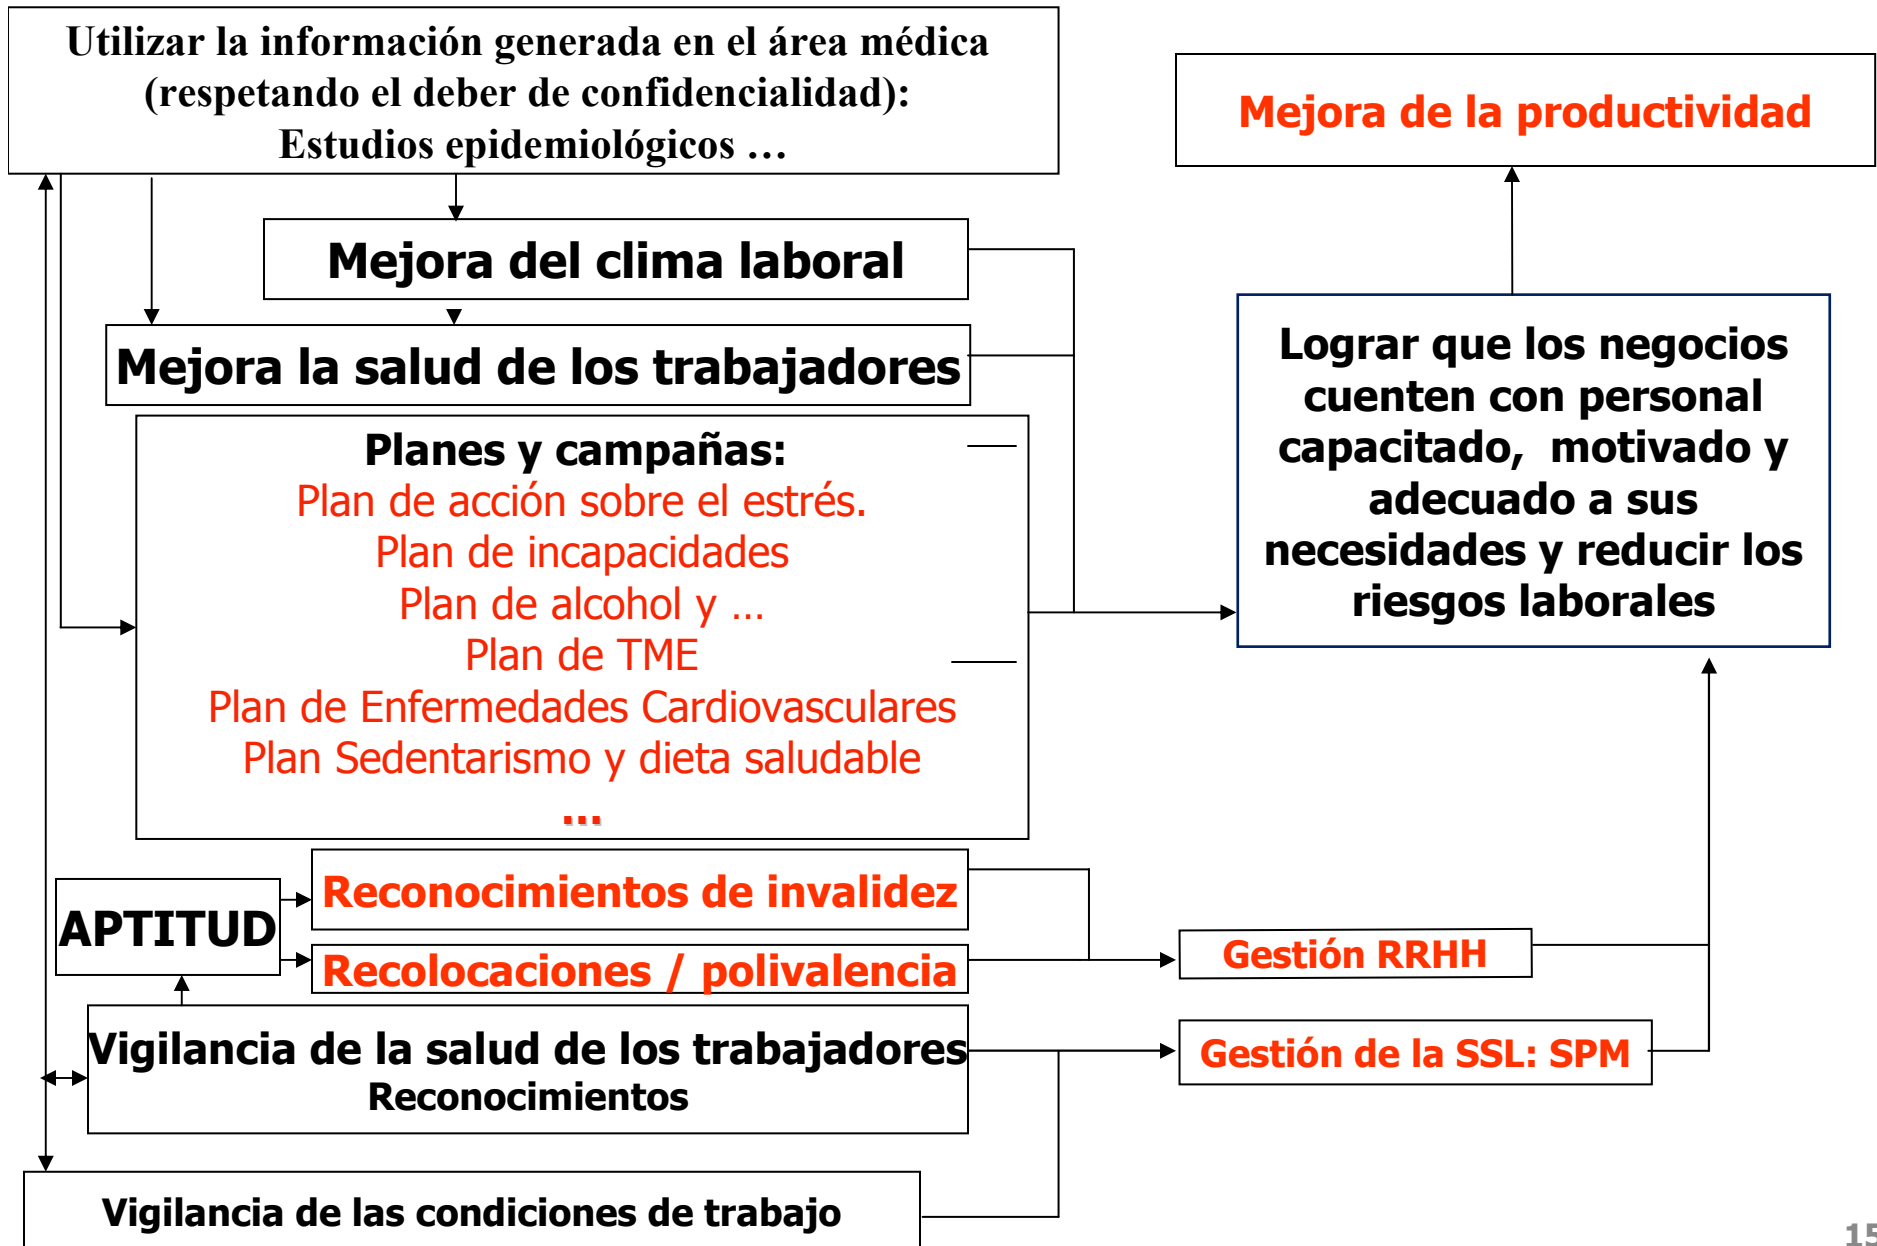 Utilizar la información generada en el área médica
(respetando el deber de confidencialidad):
Estudios epidemiológicos …
Mejora de la productividad
Mejora del clima laboral
Mejora la salud de los trabajadores
Lograr que los negocios
cuenten con personal
capacitado, motivado y
adecuado a sus
necesidades y reducir los
riesgos laborales
Planes y campañas:
Plan de acción sobre el estrés.
Plan de incapacidades
Plan de alcohol y …
Plan de TME
Plan de Enfermedades Cardiovasculares
Plan Sedentarismo y dieta saludable
…
APTITUD
Reconocimientos de invalidez
Recolocaciones / polivalencia
Gestión RRHH
Vigilancia de la salud de los trabajadores
Reconocimientos
Gestión de la SSL: SPM
Vigilancia de las condiciones de trabajo
15